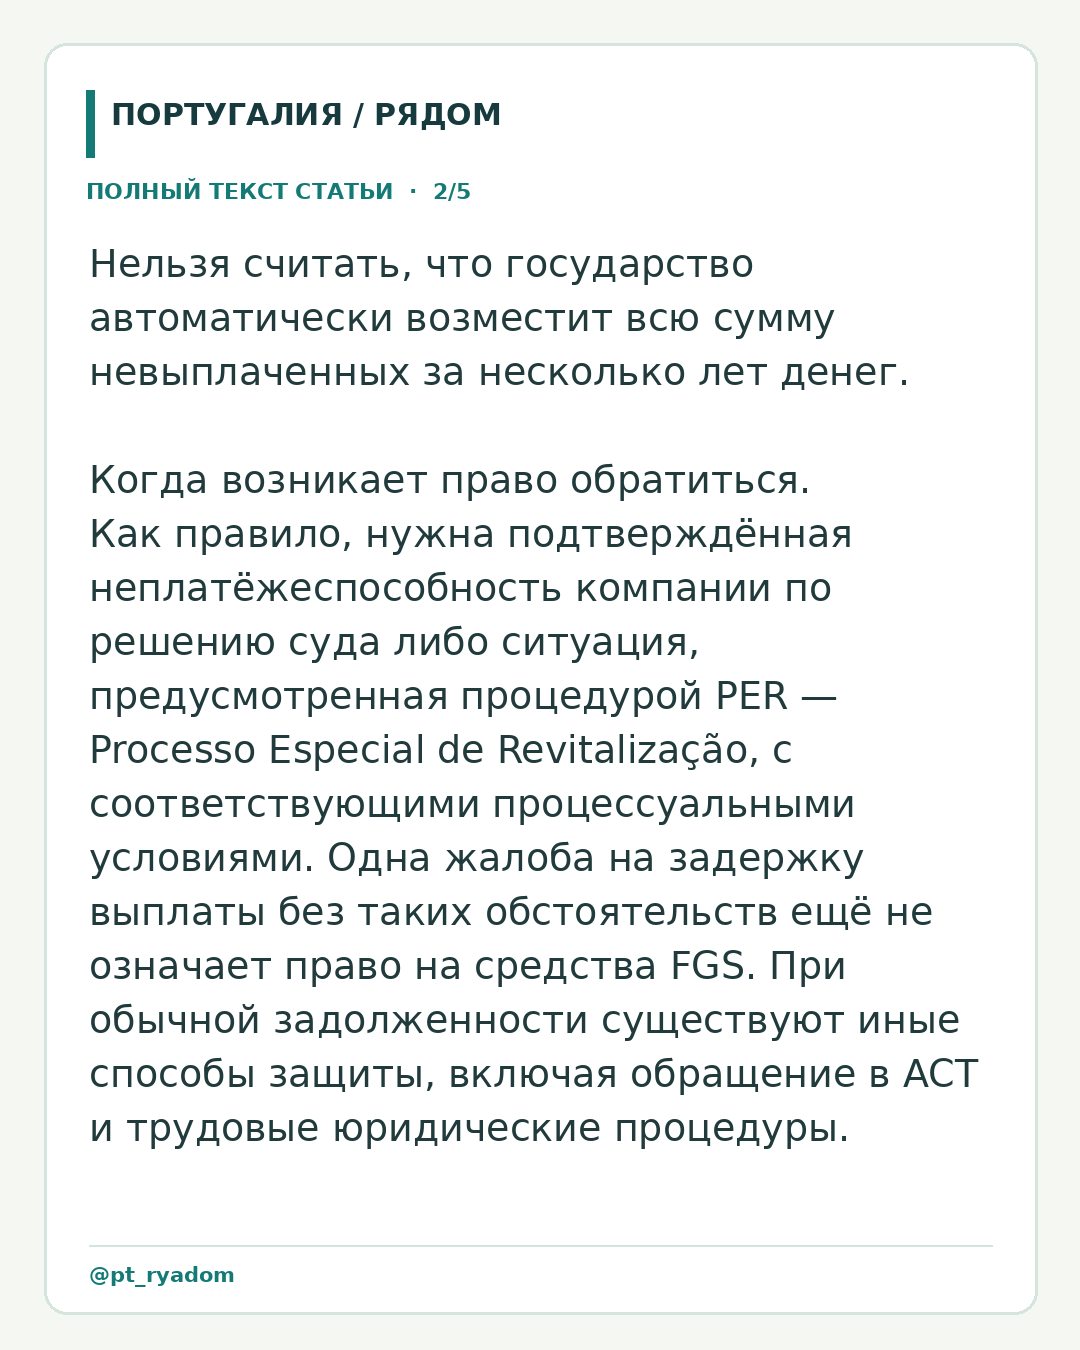 ПОРТУГАЛИЯ / РЯДОМ
ПОЛНЫЙ ТЕКСТ СТАТЬИ · 2/5
Нельзя считать, что государство
автоматически возместит всю сумму
невыплаченных за несколько лет денег.
Когда возникает право обратиться.
Как правило, нужна подтверждённая
неплатёжеспособность компании по
решению суда либо ситуация,
предусмотренная процедурой PER —
Processo Especial de Revitalização, с
соответствующими процессуальными
условиями. Одна жалоба на задержку
выплаты без таких обстоятельств ещё не
означает право на средства FGS. При
обычной задолженности существуют иные
способы защиты, включая обращение в ACT
и трудовые юридические процедуры.
@pt_ryadom